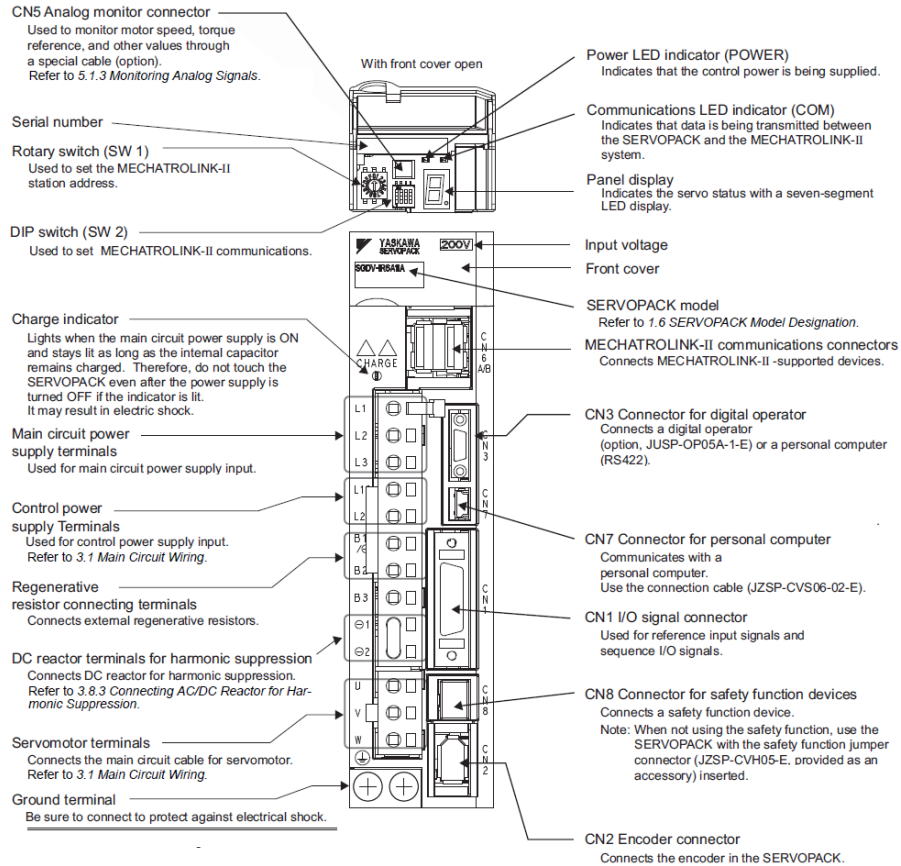 CN5 Analog monitor connector
Used to monitor motor speed, torque
reference, and other values through
a special cable (option).
Refer to 5.1.3 Monitoring Analog Signals.
Serial number
Rotary switch (SW 1)
Used to set the MECHATROLINK-II
station address.
DIP switch (SW 2)
Used to set MECHATROLINK-II communications.
Charge indicator
Lights when the main circuit power supply is ON
and stays lit as long as the internal capacitor
remains charged. Therefore, do not touch the
SERVOPACK even after the power supply is
turned OFF if the indicator is lit.
It may result in electric shock.
Main circuit power
supply terminals
Used for main circuit power supply input.
Control power
supply Terminals
Used for control power supply input.
Refer to 3.1 Main Circuit Wiring.
Regenerative
resistor connecting terminals
Connects external regenerative resistors.
DC reactor terminals for harmonic suppression
Connects DC reactor for harmonic suppression.
Refer to 3.8.3 Connecting AC/DC Reactor for Har-
monic Suppression.
Servomotor terminals
Connects the main circuit cable for servomotor.
Refer to 3.1 Main Circuit Wiring.
Ground terminal
Be sure to connect to protect against electrical shock.
With front cover open
YASKAWA
SERVOPACK
200V
SGDV-1R6A11A
CHARGE
CN6A/B
L1
L2
L3
CN3
L1
L2
CN7
B1
/⊕
B2
B3
CN1
⊖1
⊖2
U
V
W
CN8
CN2
Power LED indicator (POWER)
Indicates that the control power is being supplied.
Communications LED indicator (COM)
Indicates that data is being transmitted between
the SERVOPACK and the MECHATROLINK-II
system.
Panel display
Indicates the servo status with a seven-segment
LED display.
Input voltage
Front cover
SERVOPACK model
Refer to 1.6 SERVOPACK Model Designation.
MECHATROLINK-II communications connectors
Connects MECHATROLINK-II -supported devices.
CN3 Connector for digital operator
Connects a digital operator
(option, JUSP-OP05A-1-E) or a personal computer
(RS422).
CN7 Connector for personal computer
Communicates with a
personal computer.
Use the connection cable (JZSP-CVS06-02-E).
CN1 I/O signal connector
Used for reference input signals and
sequence I/O signals.
CN8 Connector for safety function devices
Connects a safety function device.
Note: When not using the safety function, use the
SERVOPACK with the safety function jumper
connector (JZSP-CVH05-E, provided as an
accessory) inserted.
CN2 Encoder connector
Connects the encoder in the SERVOPACK.